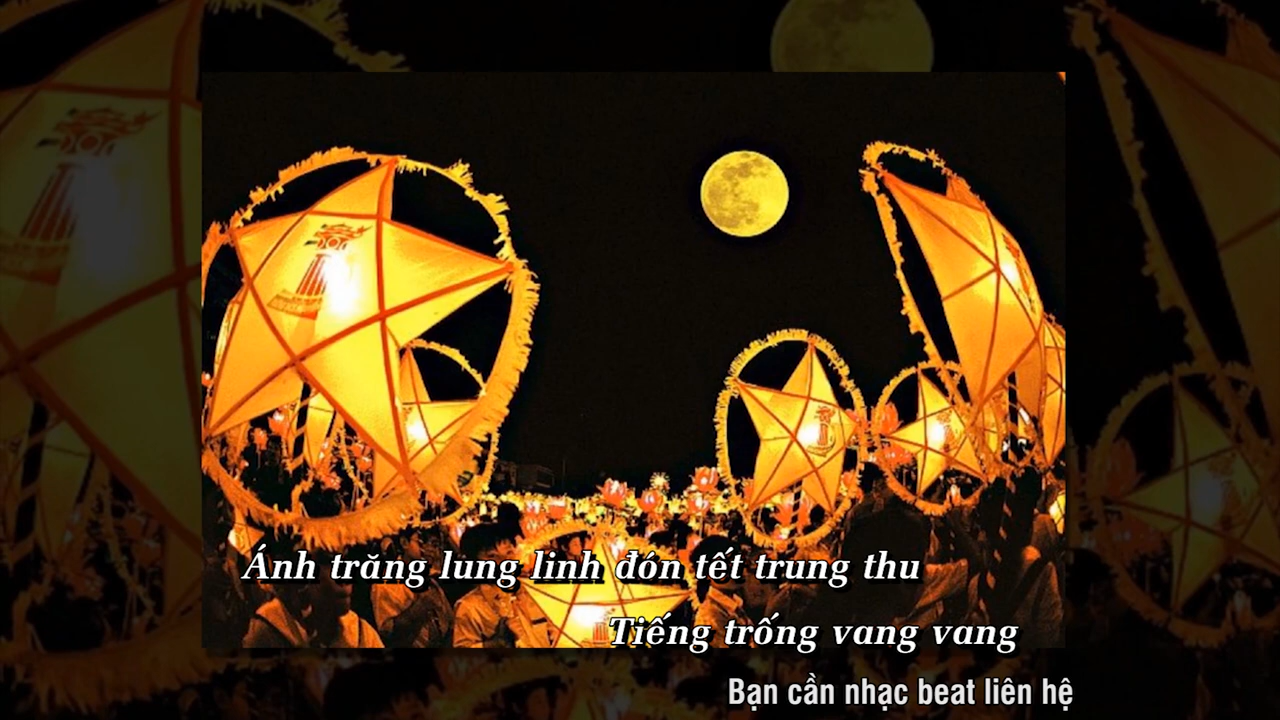 Ánh trăng lung linh đón tết trung thu
Tiếng trống vang vang
Bạn cần nhạc beat liên hệ